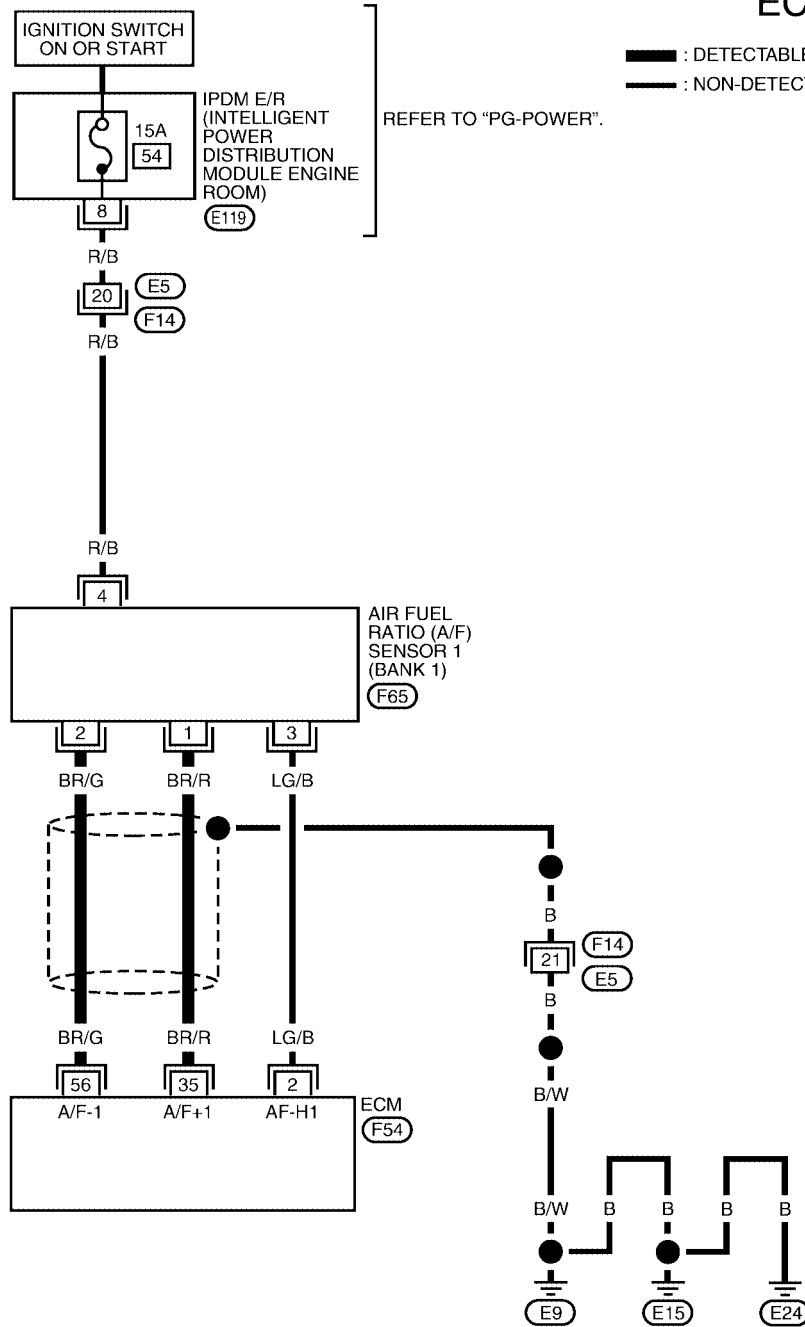 EC
IGNITION SWITCH
ON OR START
: DETECTABLE
: NON-DETECT
15A
54
IPDM E/R
(INTELLIGENT
POWER
DISTRIBUTION
MODULE ENGINE
ROOM)
E119
REFER TO “PG-POWER”.
8
R/B
20
E5
F14
R/B
R/B
4
AIR FUEL
RATIO (A/F)
SENSOR 1
(BANK 1)
F65
2 1 3
BR/G BR/R LG/B
B
21
F14
E5
B
BR/G BR/R LG/B
56 35 2
A/F-1 A/F+1 AF-H1
ECM
F54
B/W
B/W B B B B
E9 E15 E24